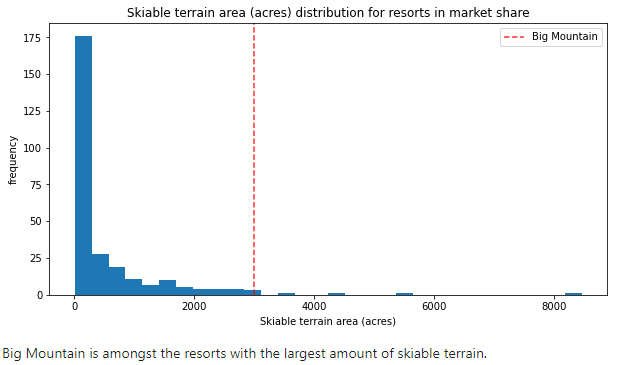 Skiable terrain area (acres) distribution for resorts in market share
Big Mountain
175
150
125
100
75
50
25
0
frequency
0 2000 4000 6000 8000
Skiable terrain area (acres)
Big Mountain is amongst the resorts with the largest amount of skiable terrain.